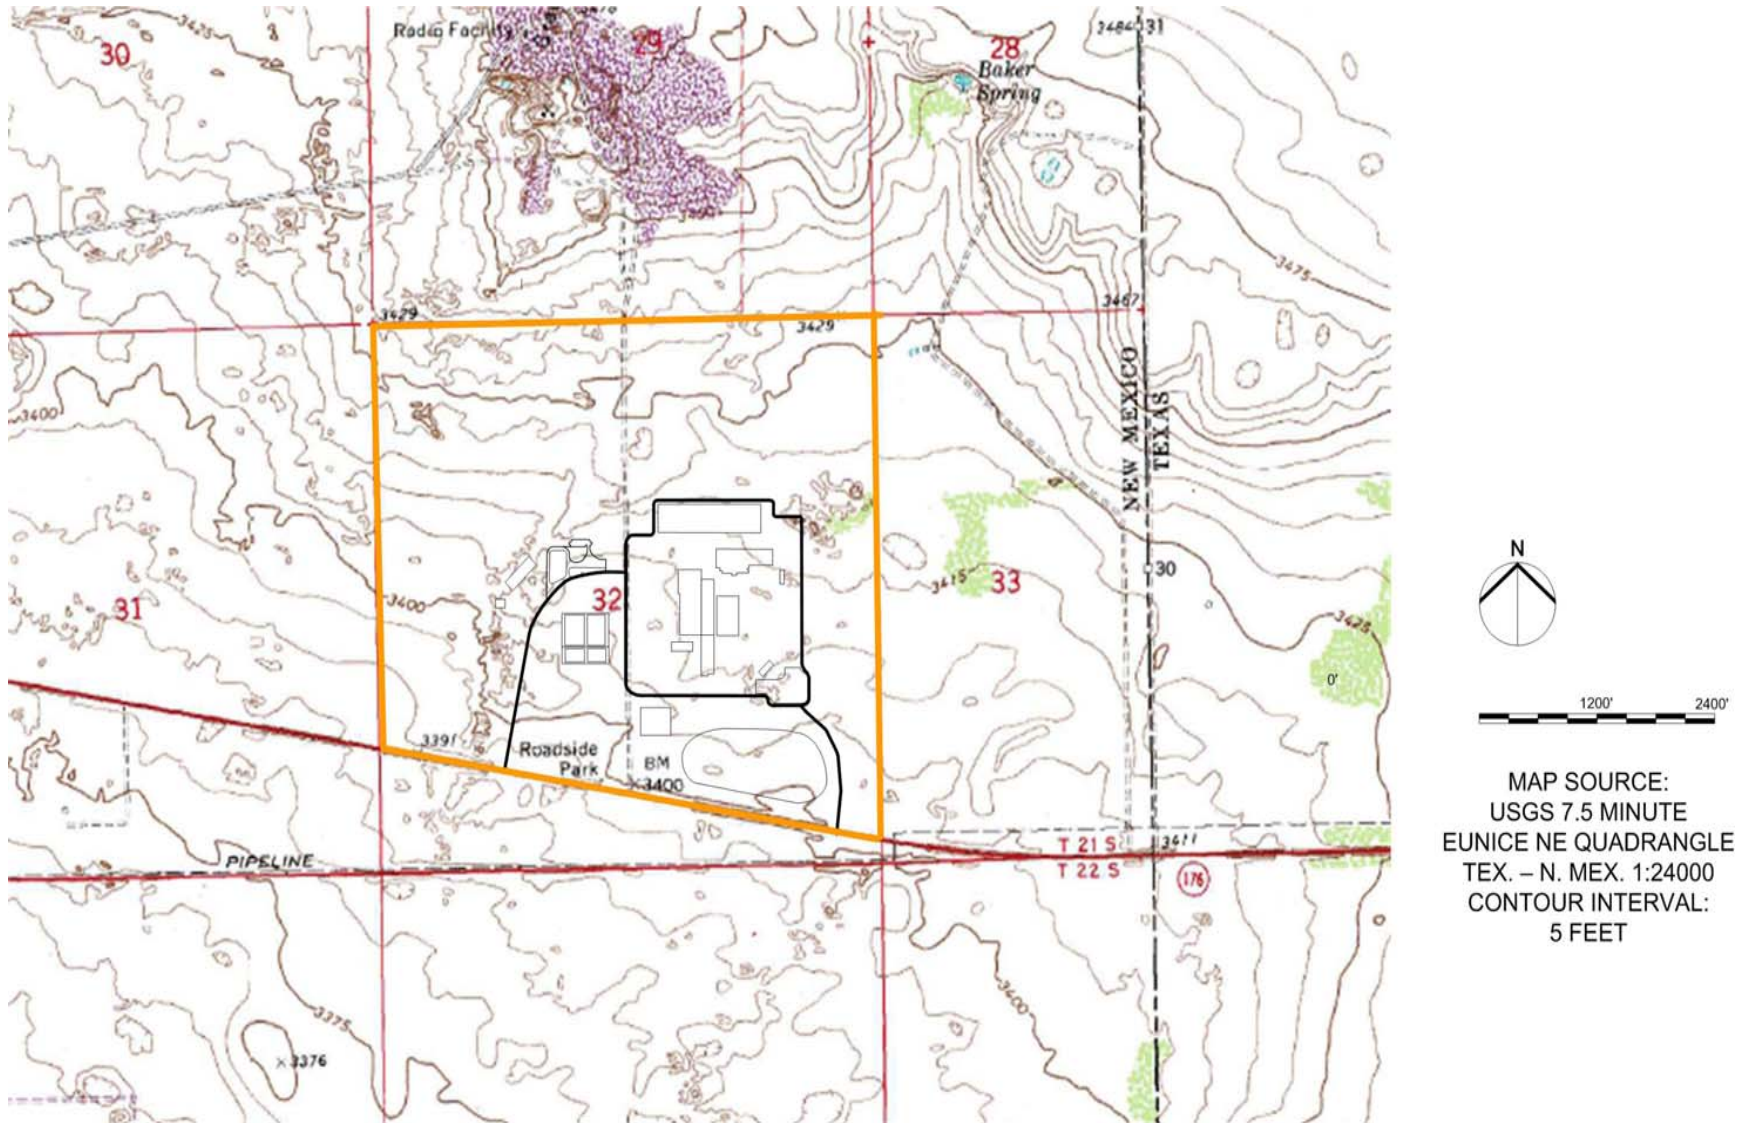 3425
Radio Facility
30
29
28
3484
31
Baker
Spring
3475
3467
3429
3429
3400
NEW MEXICO
TEXAS
3400
32
31
3415
33
30
3425
0'
3391
Roadside
Park
BM
3400
PIPELINE
T 21 S
T 22 S
3411
176
3400
3375
3376
N
1200'
2400'
MAP SOURCE:
USGS 7.5 MINUTE
EUNICE NE QUADRANGLE
TEX. – N. MEX. 1:24000
CONTOUR INTERVAL:
5 FEET